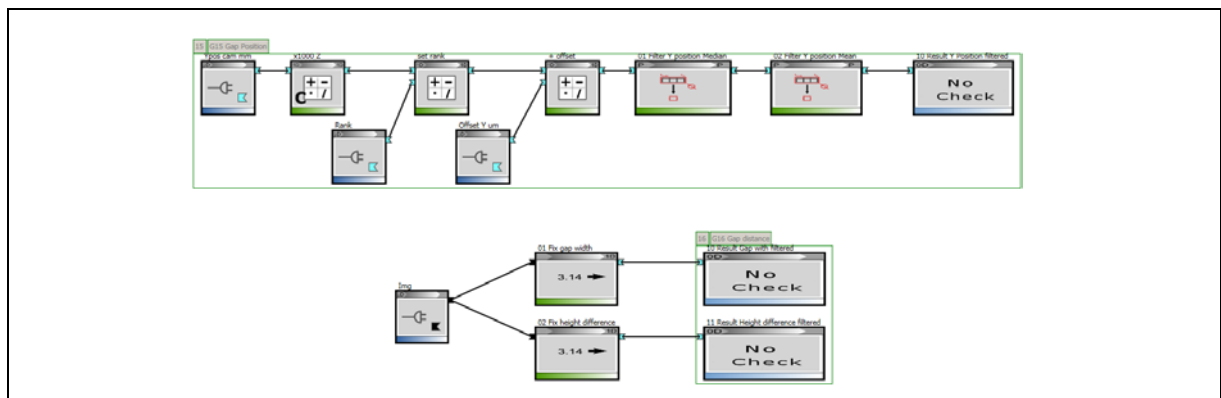 15 G15 Gap Position
Ypos cam mm
x1000 Z
set rank
+ offset
01 Filter Y position Median
02 Filter Y position Mean
10 Result Y Position filtered
C
No
Check
Rank
Offset Y um
16 G16 Gap distance
01 Fix gap width
10 Result Gap with filtered
3.14
No
Check
Img
02 Fix height difference
11 Result Height difference filtered
3.14
No
Check